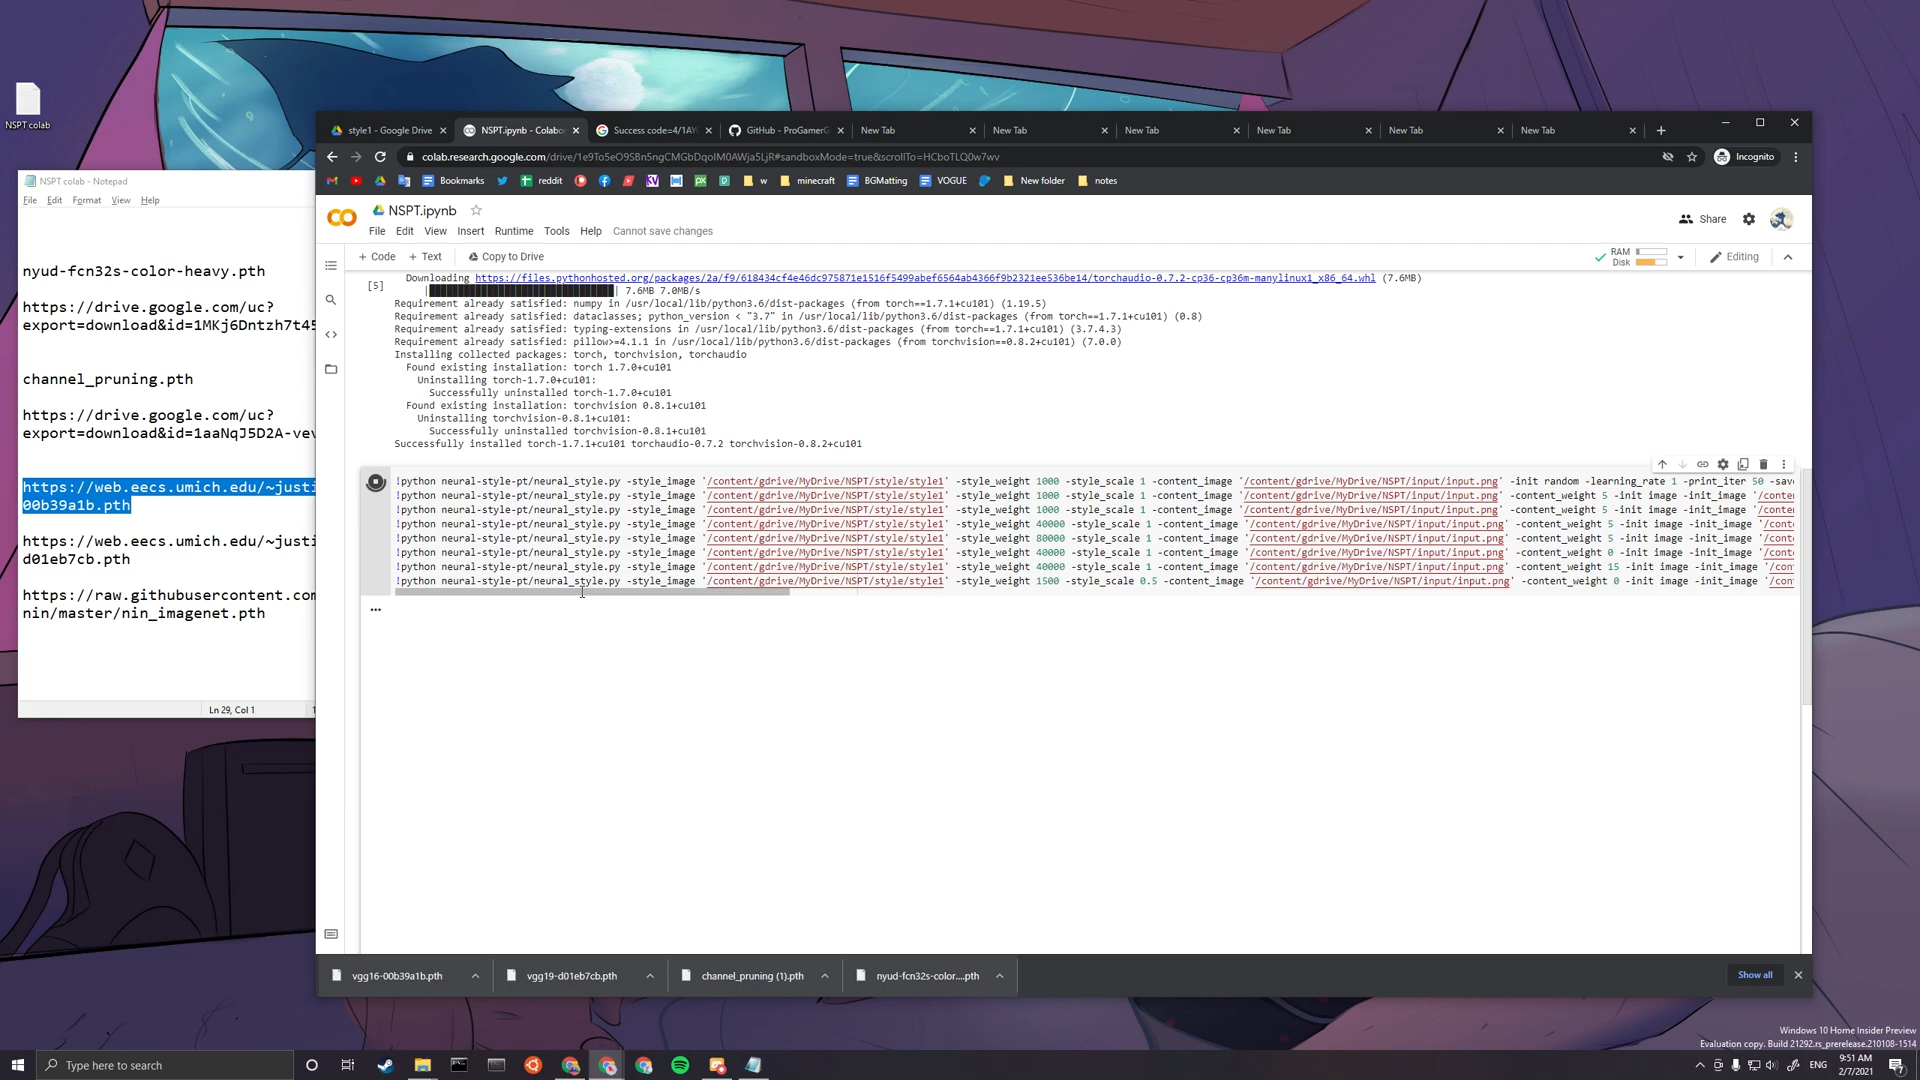 NSPT colab
NSPT colab - Notepad
File Edit Format View Help
nyud-fcn32s-color-heavy.pth
https://drive.google.com/uc?
export=download&id=1MKj6Dntzh7t45
channel_pruning.pth
https://drive.google.com/uc?
export=download&id=1aaNqJ5D2A-vev
https://web.eecs.umich.edu/~justi
00b39a1b.pth
https://web.eecs.umich.edu/~justi
d01eb7cb.pth
https://raw.githubusercontent.com
nin/master/nin_imagenet.pth
Ln 29, Col 1
style1 - Google Drive
NSPT.ipynb - Colabo
Success code=4/1AY
GitHub - ProGamerG
New Tab
New Tab
New Tab
New Tab
New Tab
New Tab
colab.research.google.com/drive/1e9To5eO9SBn5ngCMGbDqoIM0AWja5LjR#sandboxMode=true&scrollTo=HCboTLQ0w7wv
Incognito
Bookmarks reddit w minecraft BGMatting VOGUE New folder notes
NSPT.ipynb
File Edit View Insert Runtime Tools Help Cannot save changes
Share
+ Code + Text Copy to Drive
RAM
Disk
Editing
[5]
Downloading https://files.pythonhosted.org/packages/2a/f9/618434cf4e46dc975871e1516f5499abef6564ab4366f9b2321ee536be14/torchaudio-0.7.2-cp36-cp36m-manylinux1_x86_64.whl (7.6MB)
7.6MB 7.0MB/s
Requirement already satisfied: numpy in /usr/local/lib/python3.6/dist-packages (from torch==1.7.1+cu101) (1.19.5)
Requirement already satisfied: dataclasses; python_version < "3.7" in /usr/local/lib/python3.6/dist-packages (from torch==1.7.1+cu101) (0.8)
Requirement already satisfied: typing-extensions in /usr/local/lib/python3.6/dist-packages (from torch==1.7.1+cu101) (3.7.4.3)
Requirement already satisfied: pillow>=4.1.1 in /usr/local/lib/python3.6/dist-packages (from torchvision==0.8.2+cu101) (7.0.0)
Installing collected packages: torch, torchvision, torchaudio
Found existing installation: torch 1.7.0+cu101
Uninstalling torch-1.7.0+cu101:
Successfully uninstalled torch-1.7.0+cu101
Found existing installation: torchvision 0.8.1+cu101
Uninstalling torchvision-0.8.1+cu101:
Successfully uninstalled torchvision-0.8.1+cu101
Successfully installed torch-1.7.1+cu101 torchaudio-0.7.2 torchvision-0.8.2+cu101
!python neural-style-pt/neural_style.py -style_image '/content/gdrive/MyDrive/NSPT/style/style1' -style_weight 1000 -style_scale 1 -content_image '/content/gdrive/MyDrive/NSPT/input/input.png' -init random -learning_rate 1 -print_iter 50 -sav
!python neural-style-pt/neural_style.py -style_image '/content/gdrive/MyDrive/NSPT/style/style1' -style_weight 1000 -style_scale 1 -content_image '/content/gdrive/MyDrive/NSPT/input/input.png' -content_weight 5 -init image -init_image '/conte
!python neural-style-pt/neural_style.py -style_image '/content/gdrive/MyDrive/NSPT/style/style1' -style_weight 1000 -style_scale 1 -content_image '/content/gdrive/MyDrive/NSPT/input/input.png' -content_weight 5 -init image -init_image '/conte
!python neural-style-pt/neural_style.py -style_image '/content/gdrive/MyDrive/NSPT/style/style1' -style_weight 40000 -style_scale 1 -content_image '/content/gdrive/MyDrive/NSPT/input/input.png' -content_weight 5 -init image -init_image '/cont
!python neural-style-pt/neural_style.py -style_image '/content/gdrive/MyDrive/NSPT/style/style1' -style_weight 80000 -style_scale 1 -content_image '/content/gdrive/MyDrive/NSPT/input/input.png' -content_weight 5 -init image -init_image '/cont
!python neural-style-pt/neural_style.py -style_image '/content/gdrive/MyDrive/NSPT/style/style1' -style_weight 40000 -style_scale 1 -content_image '/content/gdrive/MyDrive/NSPT/input/input.png' -content_weight 0 -init image -init_image '/cont
!python neural-style-pt/neural_style.py -style_image '/content/gdrive/MyDrive/NSPT/style/style1' -style_weight 40000 -style_scale 1 -content_image '/content/gdrive/MyDrive/NSPT/input/input.png' -content_weight 15 -init image -init_image '/con
!python neural-style-pt/neural_style.py -style_image '/content/gdrive/MyDrive/NSPT/style/style1' -style_weight 1500 -style_scale 0.5 -content_image '/content/gdrive/MyDrive/NSPT/input/input.png' -content_weight 0 -init image -init_image '/con
...
vgg16-00b39a1b.pth
vgg19-d01eb7cb.pth
channel_pruning (1).pth
nyud-fcn32s-color....pth
Show all
Windows 10 Home Insider Preview
Evaluation copy. Build 21292.rs_prerelease.210108-1514
Type here to search
ENG
9:51 AM
2/7/2021